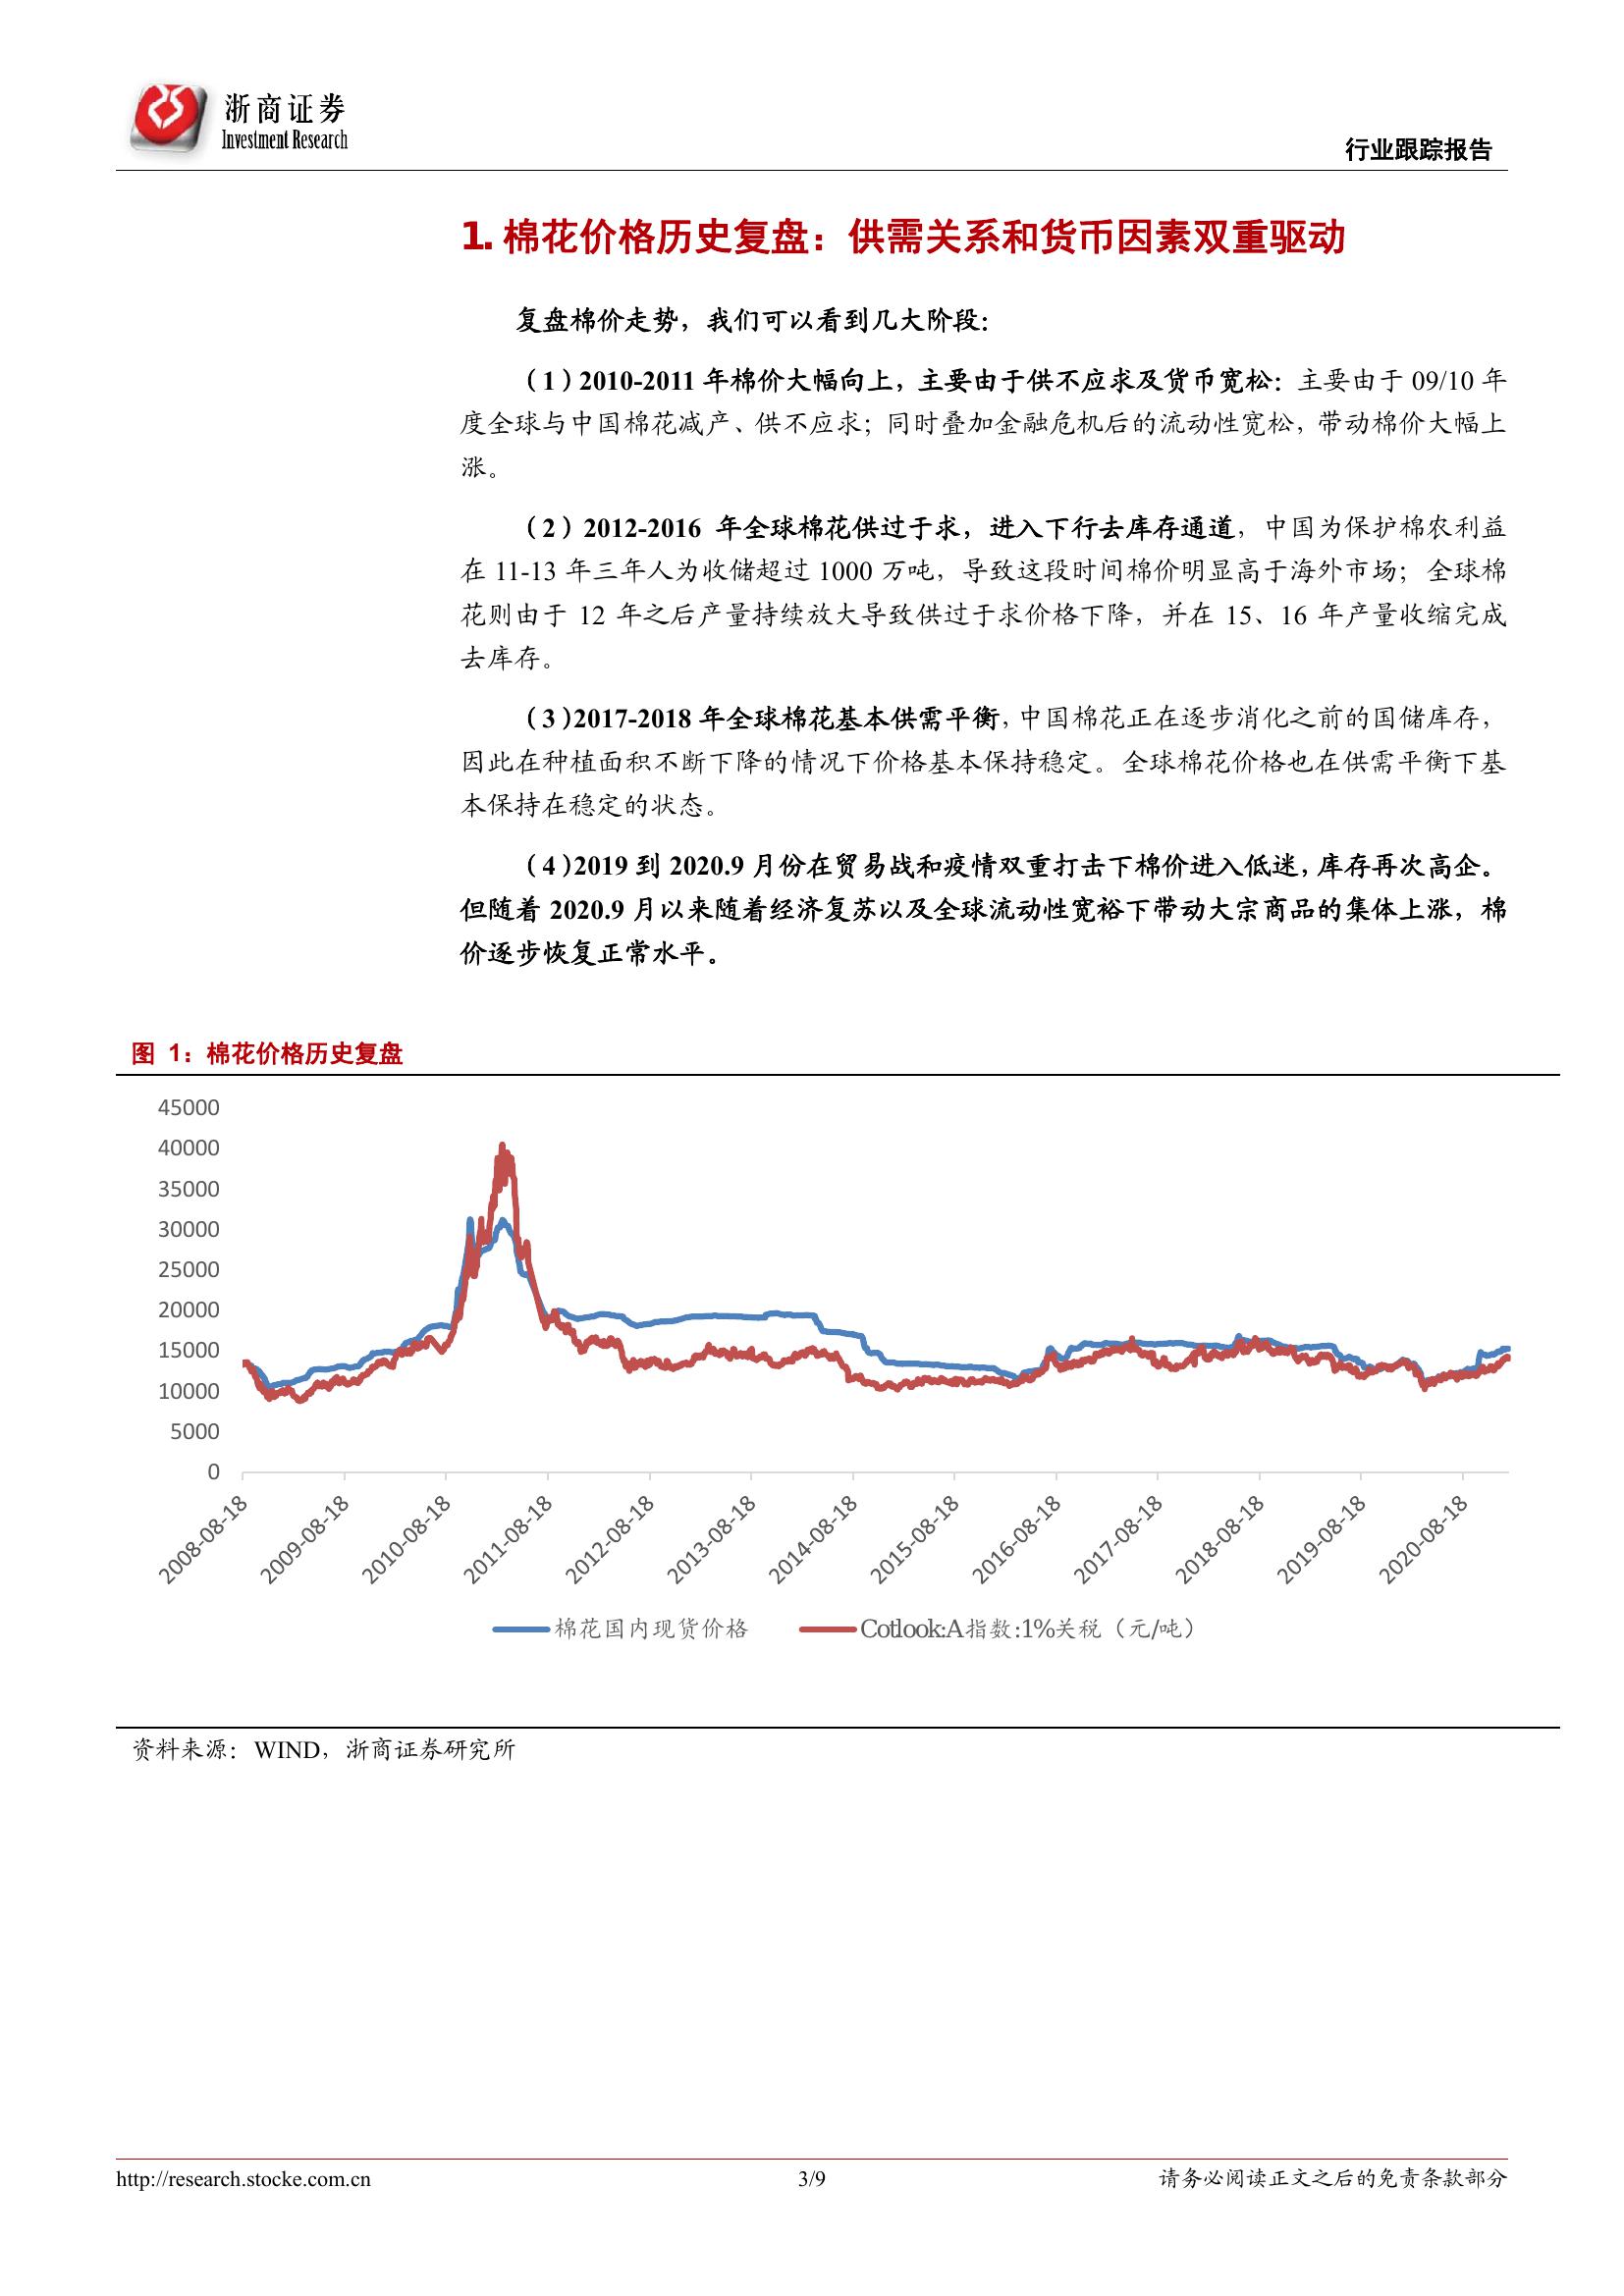 浙商证券
Investment Research
行业跟踪报告
1. 棉花价格历史复盘：供需关系和货币因素双重驱动
复盘棉价走势，我们可以看到几大阶段：
（1）2010-2011 年棉价大幅向上，主要由于供不应求及货币宽松：主要由于 09/10 年
度全球与中国棉花减产、供不应求；同时叠加金融危机后的流动性宽松，带动棉价大幅上
涨。
（2）2012-2016 年全球棉花供过于求，进入下行去库存通道，中国为保护棉农利益
在 11-13 年三年人为收储超过 1000 万吨，导致这段时间棉价明显高于海外市场；全球棉
花则由于 12 年之后产量持续放大导致供过于求价格下降，并在 15、16 年产量收缩完成
去库存。
（3）2017-2018 年全球棉花基本供需平衡，中国棉花正在逐步消化之前的国储库存，
因此在种植面积不断下降的情况下价格基本保持稳定。全球棉花价格也在供需平衡下基
本保持在稳定的状态。
（4）2019 到 2020.9 月份在贸易战和疫情双重打击下棉价进入低迷，库存再次高企。
但随着 2020.9 月以来随着经济复苏以及全球流动性宽裕下带动大宗商品的集体上涨，棉
价逐步恢复正常水平。
图 1：棉花价格历史复盘
45000
40000
35000
30000
25000
20000
15000
10000
5000
0
2008-08-18
2009-08-18
2010-08-18
2011-08-18
2012-08-18
2013-08-18
2014-08-18
2015-08-18
2016-08-18
2017-08-18
2018-08-18
2019-08-18
2020-08-18
棉花国内现货价格
Cotlook:A指数:1%关税（元/吨）
资料来源：WIND，浙商证券研究所
http://research.stocke.com.cn
3/9
请务必阅读正文之后的免责条款部分